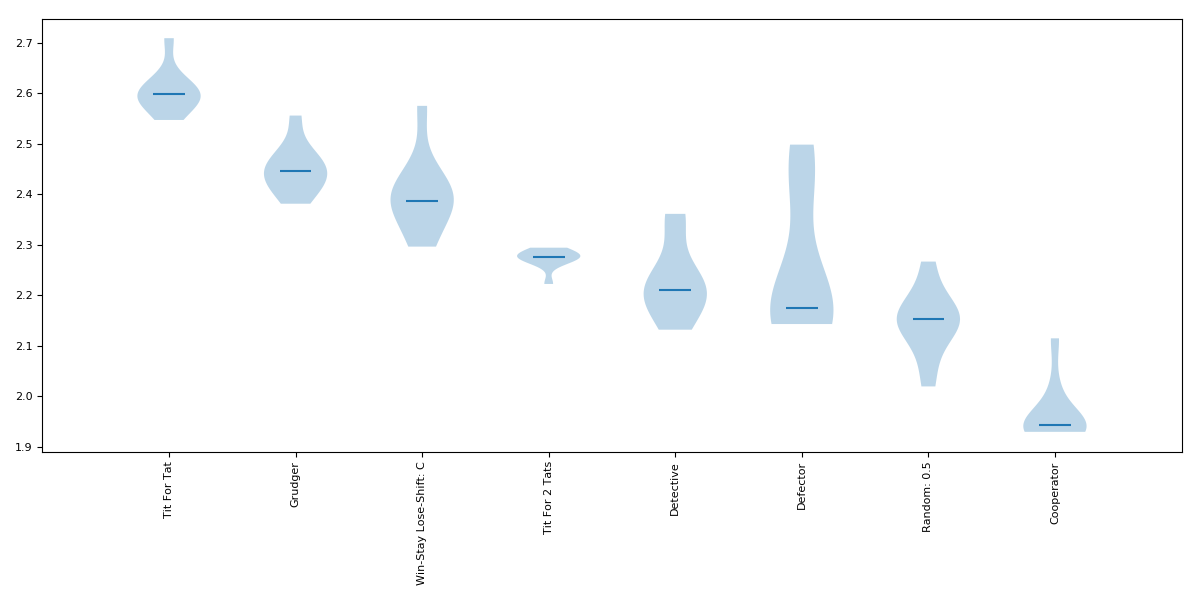 2.7
2.6
2.5
2.4
2.3
2.2
2.1
2.0
1.9
Tit For Tat
Grudger
Win-Stay Lose-Shift: C
Tit For 2 Tats
Detective
Defector
Random: 0.5
Cooperator